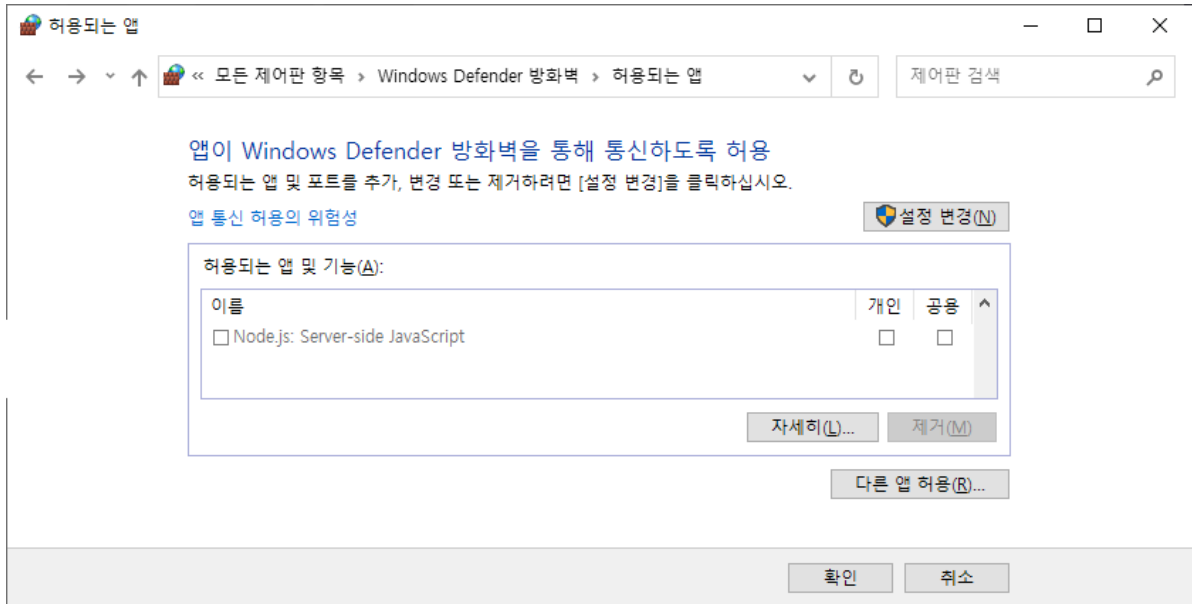 허용되는 앱
« 모든 제어판 항목 › Windows Defender 방화벽 › 허용되는 앱
제어판 검색
앱이 Windows Defender 방화벽을 통해 통신하도록 허용
허용되는 앱 및 포트를 추가, 변경 또는 제거하려면 [설정 변경]을 클릭하십시오.
앱 통신 허용의 위험성
설정 변경(N)
허용되는 앱 및 기능(A):
이름 개인 공용
Node.js: Server-side JavaScript
자세히(L)... 제거(M)
다른 앱 허용(R)...
확인 취소